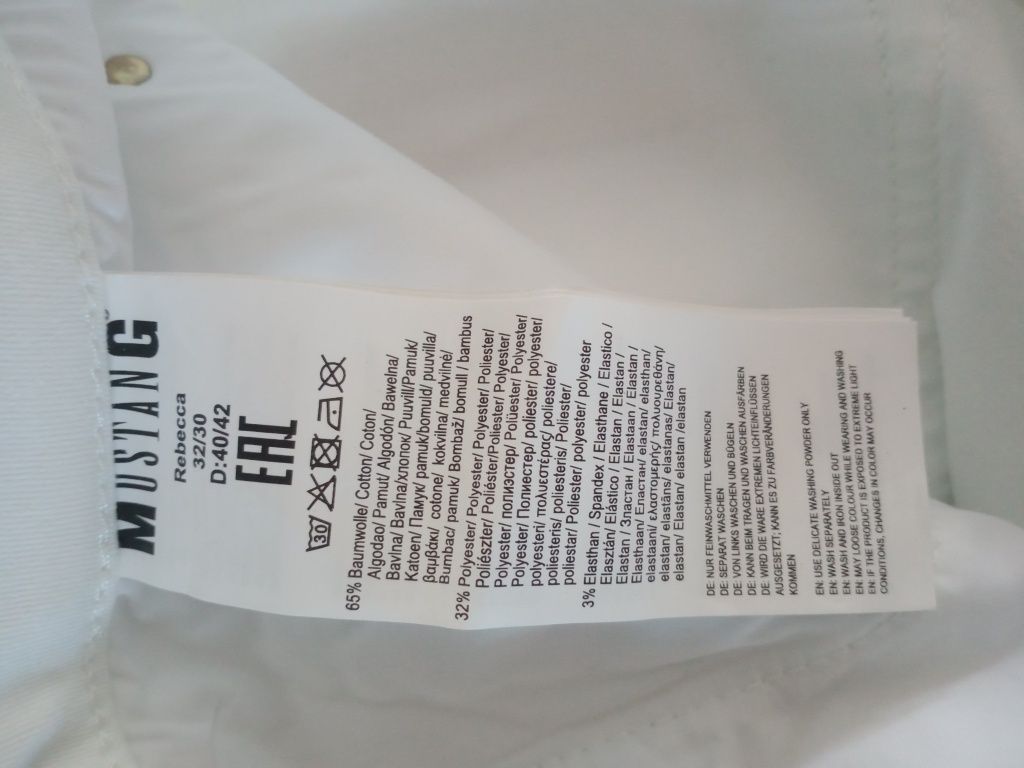 MUSTANG
Rebecca
32/30
D:40/42
EAC
30
65% Baumwolle/ Cotton/ Coton/
Algodao/ Pamut/ Algodón/ Bawelna/
Bavlna/ Bavlna/хлопок/ Puuvill/Pamuk/
Katoen/ Памук/ pamuk/bomuld/ puuvilla/
βαμβάκι/ cotone/ kokvilna/ medvilnė/
Bumbac/ pamuk/ Bombaž/ bomull / bambus
32% Polyester/ Polyester/ Polyester/ Poliester/
Poliészter/ Poliéster/Poliester/ Polyester/
Polyester/ полиэстер/ Polüester/ Polyester/
Polyester/ Полиестер/ Polyester/ Polyester/
polyesteri/ πολυεστέρας/ poliestere/
poliesteris/ poliesteris/ Poliester/
poliestar/ Poliester/ polyester/ polyester
3% Elasthan / Spandex / Elasthane / Elastico /
Elasztán/ Elástico / Elastan / Elastan /
Elastan / Эластан / Elastaan / Elastan /
Elasthaan/ Еластан/ elastan/ elasthan/
elastaani/ ελαστομερής/ πολυουρεθάνη/
elastan/ elastāns/ elastanas/ Elastan/
elastan/ Elastan/ elastan /elastan
DE: NUR FEINWASCHMITTEL VERWENDEN
DE: SEPARAT WASCHEN
DE: VON LINKS WASCHEN UND BÜGELN
DE: KANN BEIM TRAGEN UND WASCHEN AUSFÄRBEN
DE: WIRD DIE WARE EXTREMEN LICHTEINFLÜSSEN
AUSGESETZT, KANN ES ZU FARBVERÄNDERUNGEN
KOMMEN
EN: USE DELICATE WASHING POWDER ONLY
EN: WASH SEPARATELY
EN: WASH AND IRON INSIDE OUT
EN: MAY LOOSE COLOUR WHILE WEARING AND WASHING
EN: IF THE PRODUCT IS EXPOSED TO EXTREME LIGHT
CONDITIONS, CHANGES IN COLOR MAY OCCUR